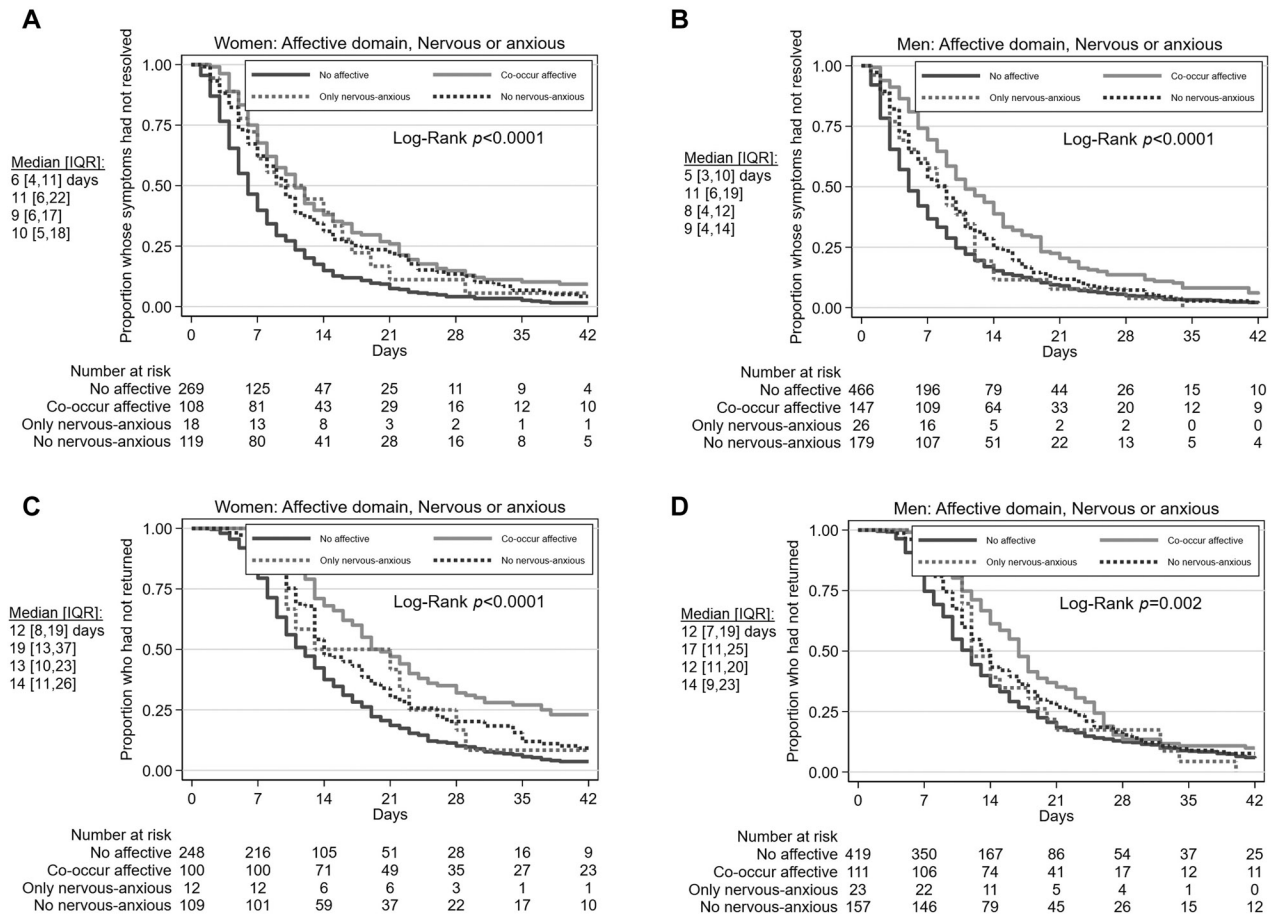 A
Women: Affective domain, Nervous or anxious
Proportion whose symptoms had not resolved
1.00
0.75
0.50
0.25
0.00
No affective
Co-occur affective
Only nervous-anxious
No nervous-anxious
Log-Rank p<0.0001
Median [IQR]:
6 [4,11] days
11 [6,22]
9 [6,17]
10 [5,18]
0 7 14 21 28 35 42
Days
Number at risk
No affective 269 125 47 25 11 9 4
Co-occur affective 108 81 43 29 16 12 10
Only nervous-anxious 18 13 8 3 2 1 1
No nervous-anxious 119 80 41 28 16 8 5
B
Men: Affective domain, Nervous or anxious
Proportion whose symptoms had not resolved
1.00
0.75
0.50
0.25
0.00
No affective
Co-occur affective
Only nervous-anxious
No nervous-anxious
Log-Rank p<0.0001
Median [IQR]:
5 [3,10] days
11 [6,19]
8 [4,12]
9 [4,14]
0 7 14 21 28 35 42
Days
Number at risk
No affective 466 196 79 44 26 15 10
Co-occur affective 147 109 64 33 20 12 9
Only nervous-anxious 26 16 5 2 2 0 0
No nervous-anxious 179 107 51 22 13 5 4
C
Women: Affective domain, Nervous or anxious
Proportion who had not returned
1.00
0.75
0.50
0.25
0.00
No affective
Co-occur affective
Only nervous-anxious
No nervous-anxious
Log-Rank p<0.0001
Median [IQR]:
12 [8,19] days
19 [13,37]
13 [10,23]
14 [11,26]
0 7 14 21 28 35 42
Days
Number at risk
No affective 248 216 105 51 28 16 9
Co-occur affective 100 100 71 49 35 27 23
Only nervous-anxious 12 12 6 6 3 1 1
No nervous-anxious 109 101 59 37 22 17 10
D
Men: Affective domain, Nervous or anxious
Proportion who had not returned
1.00
0.75
0.50
0.25
0.00
No affective
Co-occur affective
Only nervous-anxious
No nervous-anxious
Log-Rank p=0.002
Median [IQR]:
12 [7,19] days
17 [11,25]
12 [11,20]
14 [9,23]
0 7 14 21 28 35 42
Days
Number at risk
No affective 419 350 167 86 54 37 25
Co-occur affective 111 106 74 41 17 12 11
Only nervous-anxious 23 22 11 5 4 1 0
No nervous-anxious 157 146 79 45 26 15 12